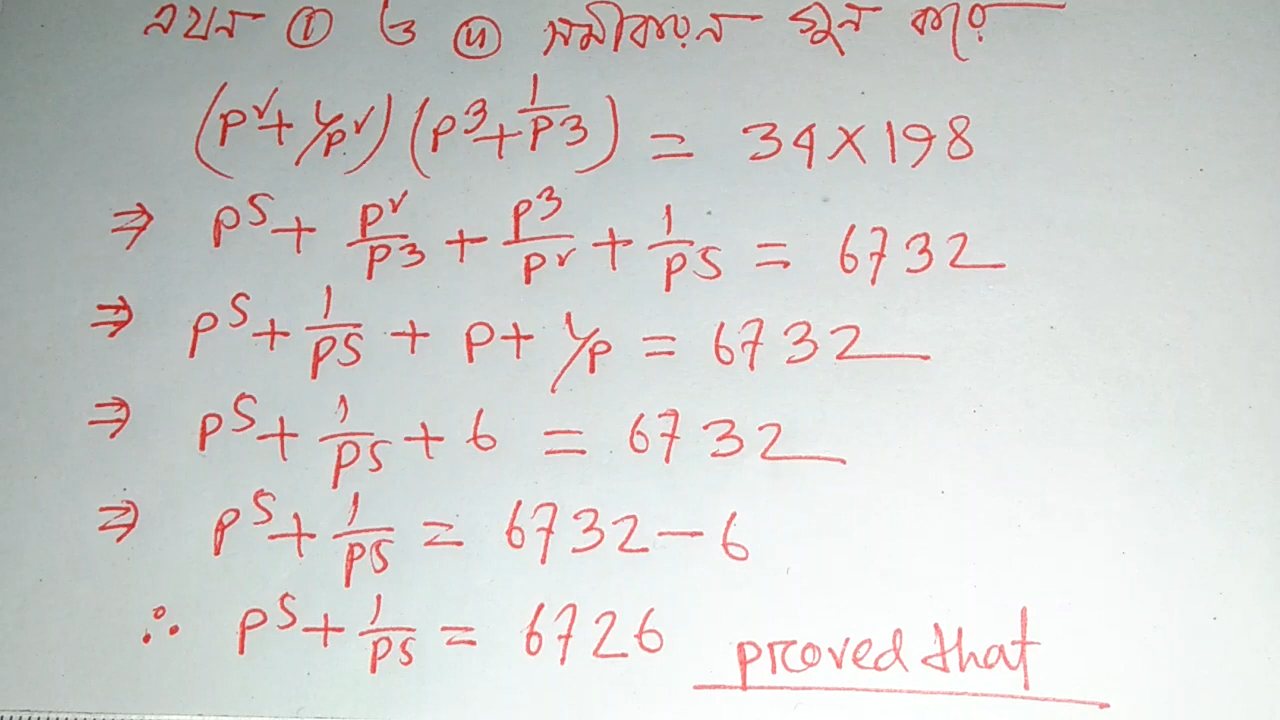 এখন ① ও ② সমীকরন গুন করে
(p² + 1/p²) (p³ + 1/p³) = 34 × 198
⇒ p⁵ + p²/p³ + p³/p² + 1/p⁵ = 6732
⇒ p⁵ + 1/p⁵ + p + 1/p = 6732
⇒ p⁵ + 1/p⁵ + 6 = 6732
⇒ p⁵ + 1/p⁵ = 6732 − 6
∴ p⁵ + 1/p⁵ = 6726 proved that